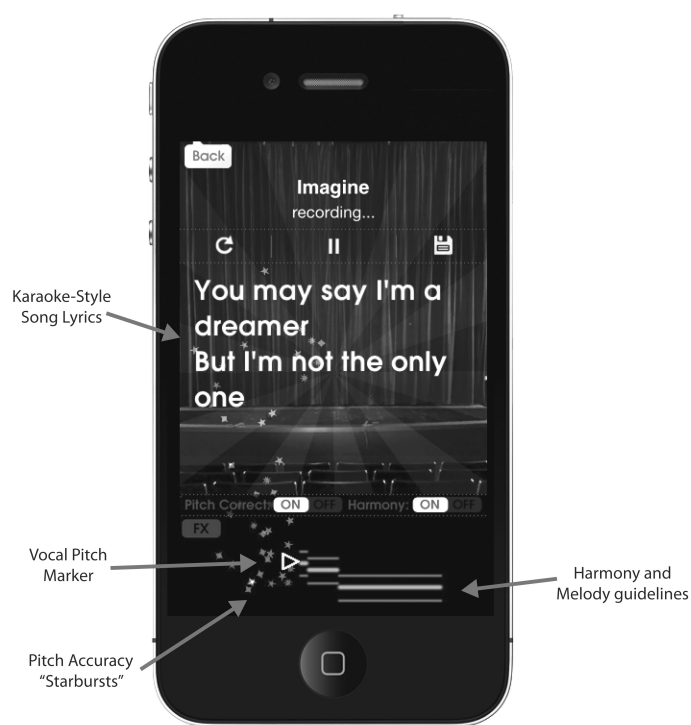 Back
Imagine
recording...
You may say I'm a
dreamer
But I'm not the only
one
Pitch Correct: ON OFF Harmony: ON OFF
FX
Karaoke-Style
Song Lyrics
Vocal Pitch
Marker
Pitch Accuracy
“Starbursts”
Harmony and
Melody guidelines